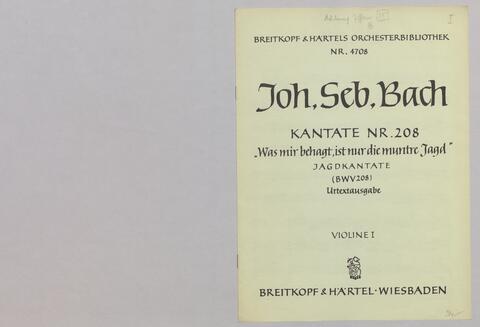 I
BREITKOPF & HÄRTELS ORCHESTERBIBLIOTHEK
NR. 4708
Joh. Seb. Bach
KANTATE NR. 208
„Was mir behagt, ist nur die muntre Jagd"
JAGDKANTATE
(BWV 208)
Urtextausgabe
VIOLINE I
BREITKOPF & HÄRTEL · WIESBADEN